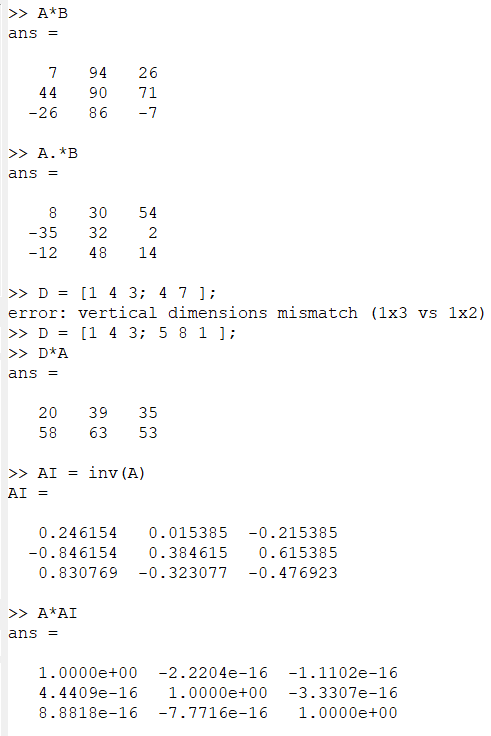 >> A*B
ans =
7 94 26
44 90 71
-26 86 -7
>> A.*B
ans =
8 30 54
-35 32 2
-12 48 14
>> D = [1 4 3; 4 7 ];
error: vertical dimensions mismatch (1x3 vs 1x2)
>> D = [1 4 3; 5 8 1 ];
>> D*A
ans =
20 39 35
58 63 53
>> AI = inv(A)
AI =
0.246154 0.015385 -0.215385
-0.846154 0.384615 0.615385
0.830769 -0.323077 -0.476923
>> A*AI
ans =
1.0000e+00 -2.2204e-16 -1.1102e-16
4.4409e-16 1.0000e+00 -3.3307e-16
8.8818e-16 -7.7716e-16 1.0000e+00